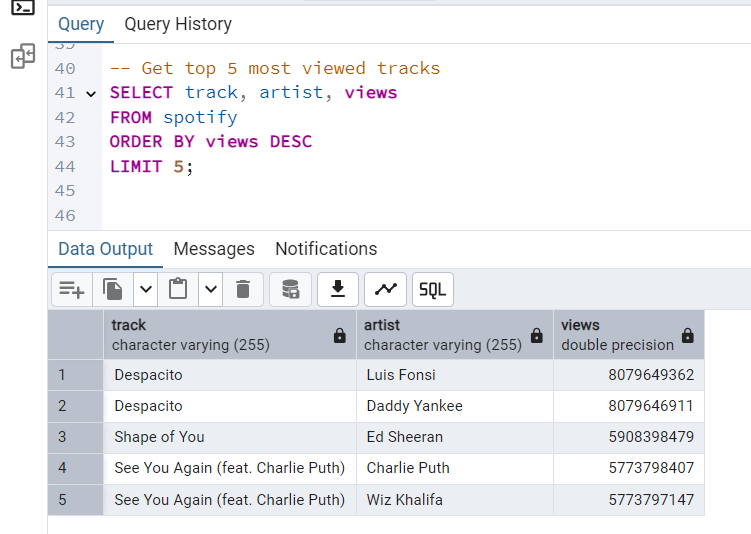 Query Query History
39
40 -- Get top 5 most viewed tracks
41 SELECT track, artist, views
42 FROM spotify
43 ORDER BY views DESC
44 LIMIT 5;
45
46
Data Output Messages Notifications
SQL
track artist views
character varying (255) character varying (255) double precision
1 Despacito Luis Fonsi 8079649362
2 Despacito Daddy Yankee 8079646911
3 Shape of You Ed Sheeran 5908398479
4 See You Again (feat. Charlie Puth) Charlie Puth 5773798407
5 See You Again (feat. Charlie Puth) Wiz Khalifa 5773797147